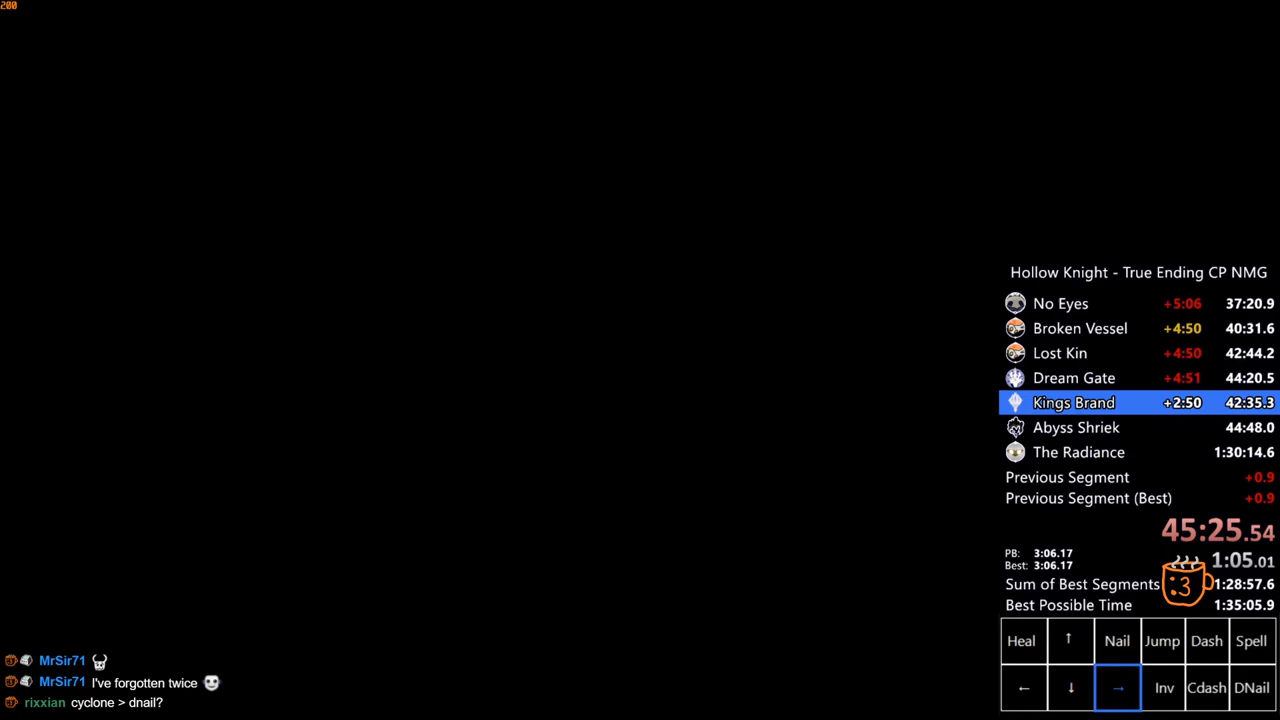 200
Hollow Knight - True Ending CP NMG
No Eyes +5:06 37:20.9
Broken Vessel +4:50 40:31.6
Lost Kin +4:50 42:44.2
Dream Gate +4:51 44:20.5
Kings Brand +2:50 42:35.3
Abyss Shriek 44:48.0
The Radiance 1:30:14.6
Previous Segment +0.9
Previous Segment (Best) +0.9
45:25.54
PB: 3:06.17
Best: 3:06.17
1:05.01
Sum of Best Segments 1:28:57.6
Best Possible Time 1:35:05.9
Heal ↑ Nail Jump Dash Spell
← ↓ → Inv Cdash DNail
MrSir71
MrSir71 I've forgotten twice
rixxian cyclone > dnail?